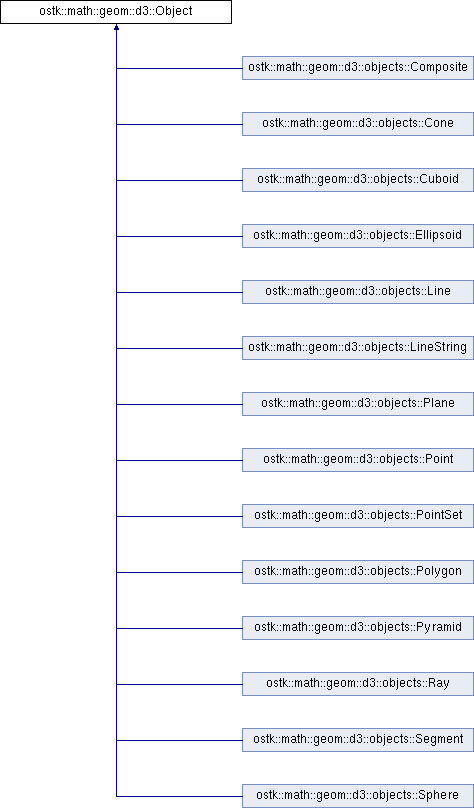 ostk::math::geom::d3::Object
ostk::math::geom::d3::objects::Composite
ostk::math::geom::d3::objects::Cone
ostk::math::geom::d3::objects::Cuboid
ostk::math::geom::d3::objects::Ellipsoid
ostk::math::geom::d3::objects::Line
ostk::math::geom::d3::objects::LineString
ostk::math::geom::d3::objects::Plane
ostk::math::geom::d3::objects::Point
ostk::math::geom::d3::objects::PointSet
ostk::math::geom::d3::objects::Polygon
ostk::math::geom::d3::objects::Pyramid
ostk::math::geom::d3::objects::Ray
ostk::math::geom::d3::objects::Segment
ostk::math::geom::d3::objects::Sphere